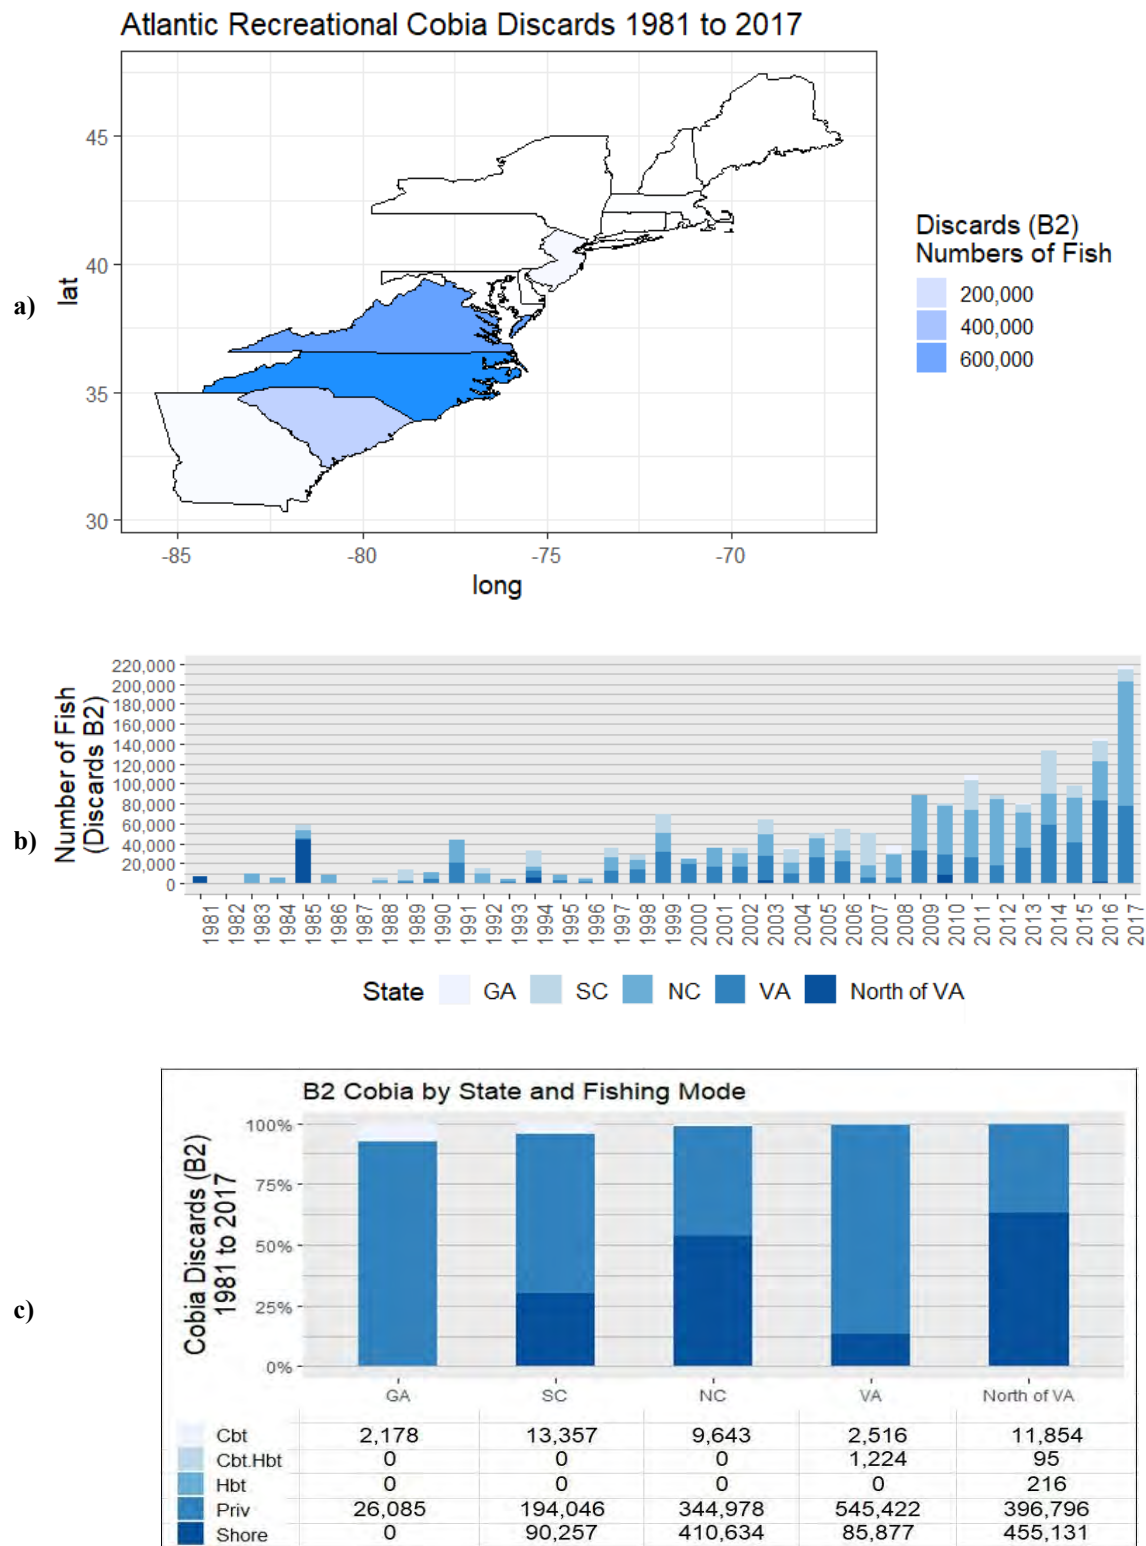 Atlantic Recreational Cobia Discards 1981 to 2017
a)
lat
45
40
35
30
-85 -80 -75 -70
long
Discards (B2)
Numbers of Fish
200,000
400,000
600,000
b)
Number of Fish
(Discards B2)
220,000
200,000
180,000
160,000
140,000
120,000
100,000
80,000
60,000
40,000
20,000
0
1981 1982 1983 1984 1985 1986 1987 1988 1989 1990 1991 1992 1993 1994 1995 1996 1997 1998 1999 2000 2001 2002 2003 2004 2005 2006 2007 2008 2009 2010 2011 2012 2013 2014 2015 2016 2017
State GA SC NC VA North of VA
c)
B2 Cobia by State and Fishing Mode
Cobia Discards (B2)
1981 to 2017
100%
75%
50%
25%
0%
GA SC NC VA North of VA
Cbt 2,178 13,357 9,643 2,516 11,854
Cbt.Hbt 0 0 0 1,224 95
Hbt 0 0 0 0 216
Priv 26,085 194,046 344,978 545,422 396,796
Shore 0 90,257 410,634 85,877 455,131